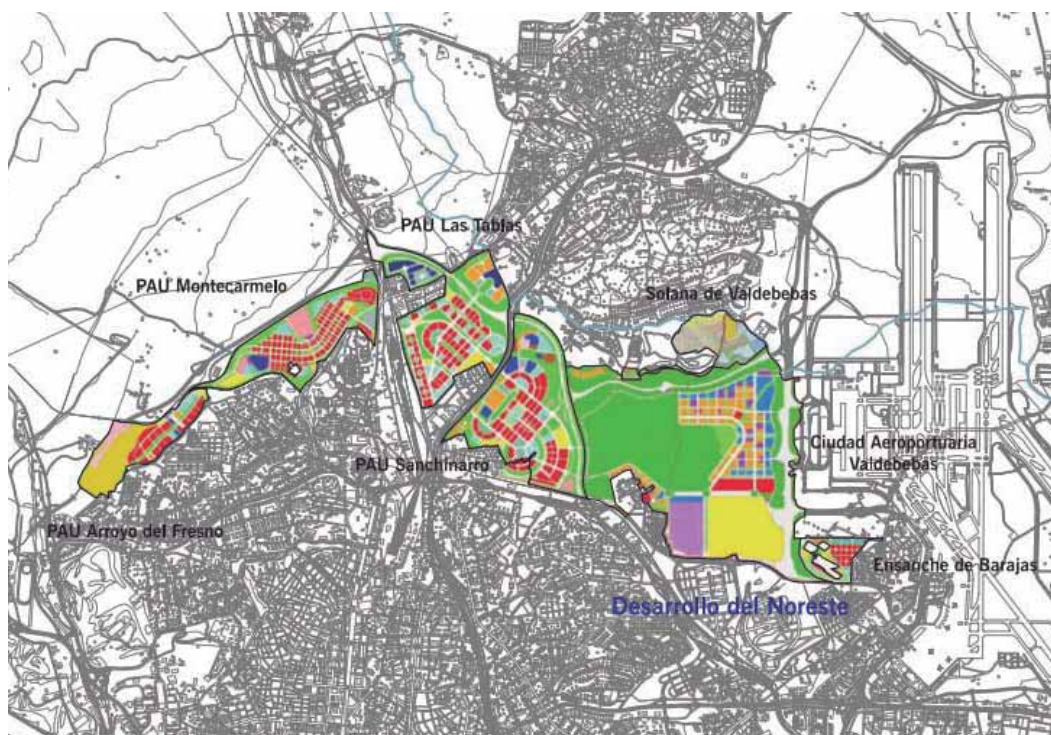 PAU Las Tablas
PAU Montecarmelo
Solana de Valdebebas
Ciudad Aeroportuaria
Valdebebas
PAU Sanchinarro
PAU Arroyo del Fresno
Ensanche de Barajas
Desarrollo del Noreste